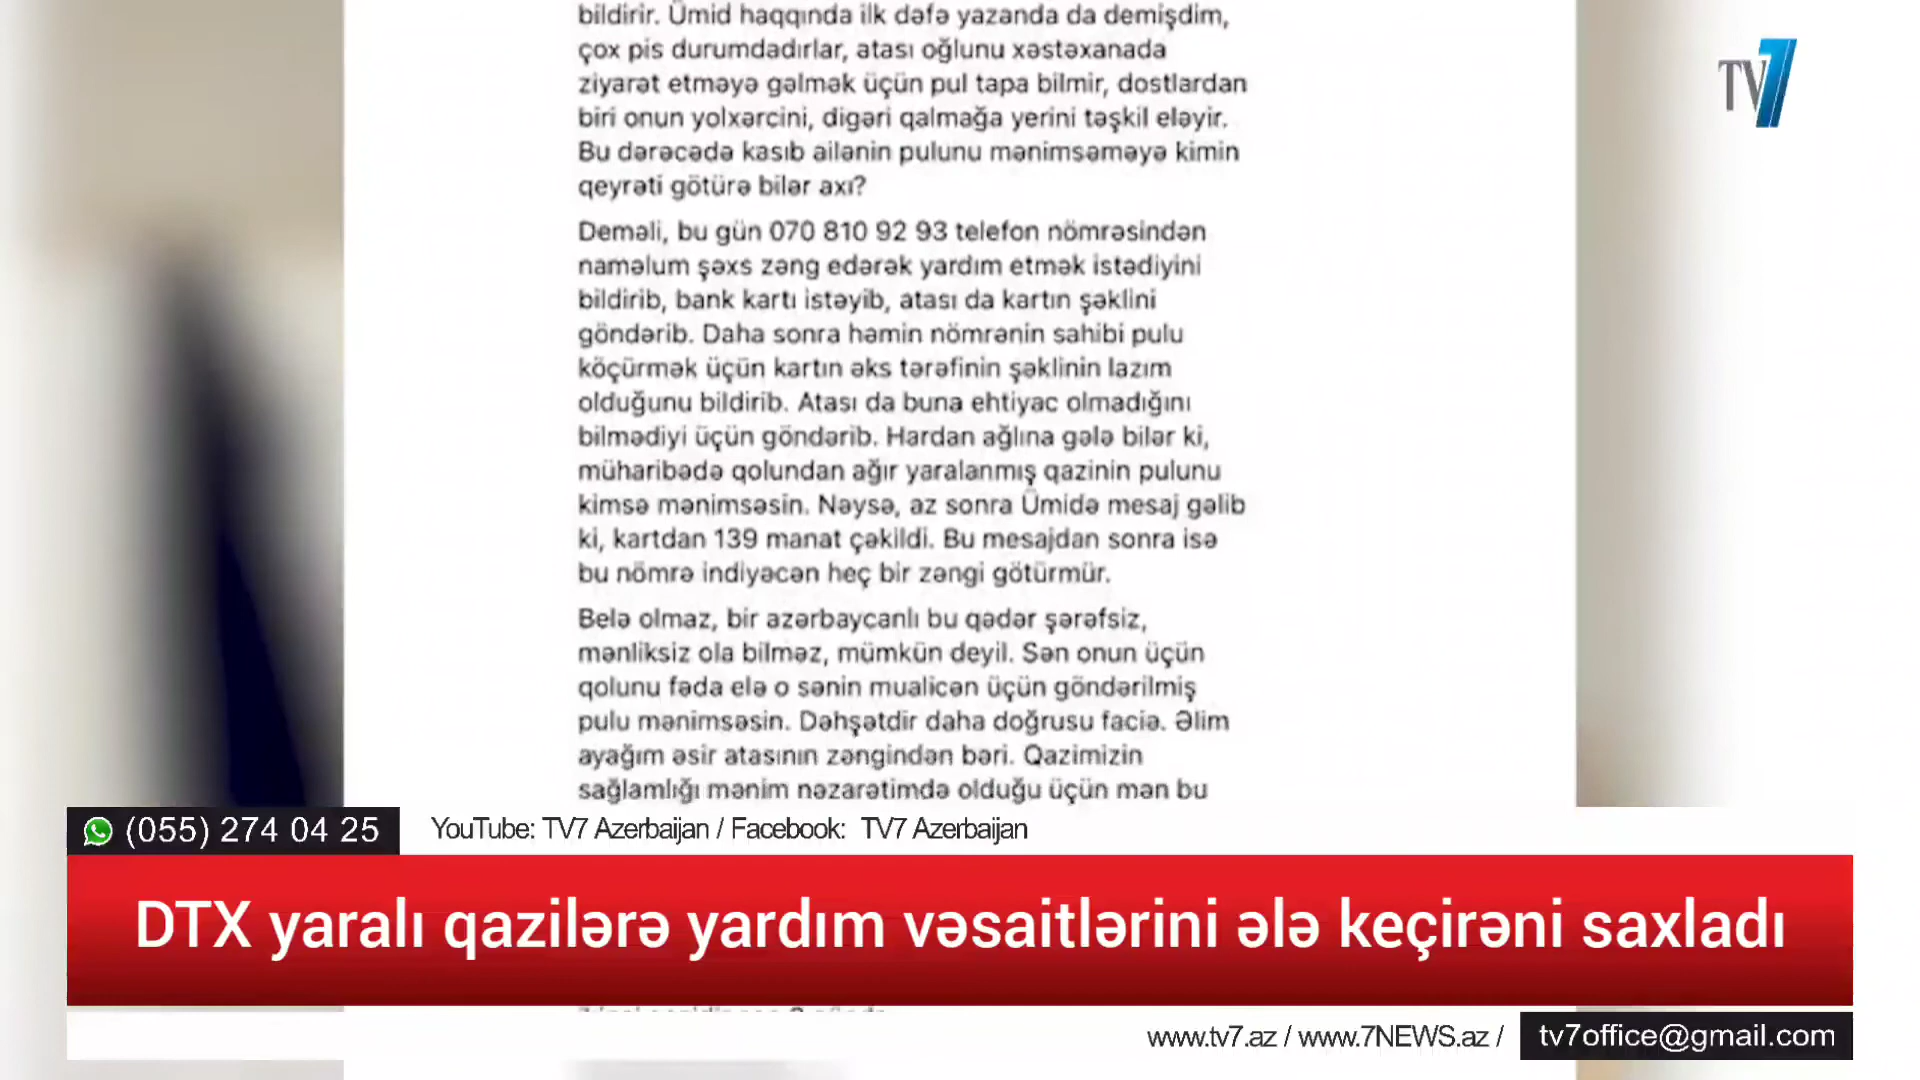 bildirir. Ümid haqqında ilk dəfə yazanda da demişdim,
çox pis durumdadırlar, atası oğlunu xəstəxanada
ziyarət etməyə gəlmək üçün pul tapa bilmir, dostlardan
biri onun yolxərcini, digəri qalmağa yerini təşkil eləyir.
Bu dərəcədə kasıb ailənin pulunu mənimsəməyə kimin
qeyrəti götürə bilər axı?
Deməli, bu gün 070 810 92 93 telefon nömrəsindən
naməlum şəxs zəng edərək yardım etmək istədiyini
bildirib, bank kartı istəyib, atası da kartın şəklini
göndərib. Daha sonra həmin nömrənin sahibi pulu
köçürmək üçün kartın əks tərəfinin şəklinin lazım
olduğunu bildirib. Atası da buna ehtiyac olmadığını
bilmədiyi üçün göndərib. Hardan ağlına gələ bilər ki,
müharibədə qolundan ağır yaralanmış qazinin pulunu
kimsə mənimsəsin. Nəysə, az sonra Ümidə mesaj gəlib
ki, kartdan 139 manat çəkildi. Bu mesajdan sonra isə
bu nömrə indiyəcən heç bir zəngi götürmür.
Belə olmaz, bir azərbaycanlı bu qədər şərəfsiz,
mənliksiz ola bilməz, mümkün deyil. Sən onun üçün
qolunu fəda elə o sənin mualicən üçün göndərilmiş
pulu mənimsəsin. Dəhşətdir daha doğrusu faciə. Əlim
ayağım əsir atasının zəngindən bəri. Qazimizin
sağlamlığı mənim nəzarətimdə olduğu üçün mən bu
TV7
(055) 274 04 25
YouTube: TV7 Azerbaijan / Facebook: TV7 Azerbaijan
DTX yaralı qazilərə yardım vəsaitlərini ələ keçirəni saxladı
www.tv7.az / www.7NEWS.az /
tv7office@gmail.com